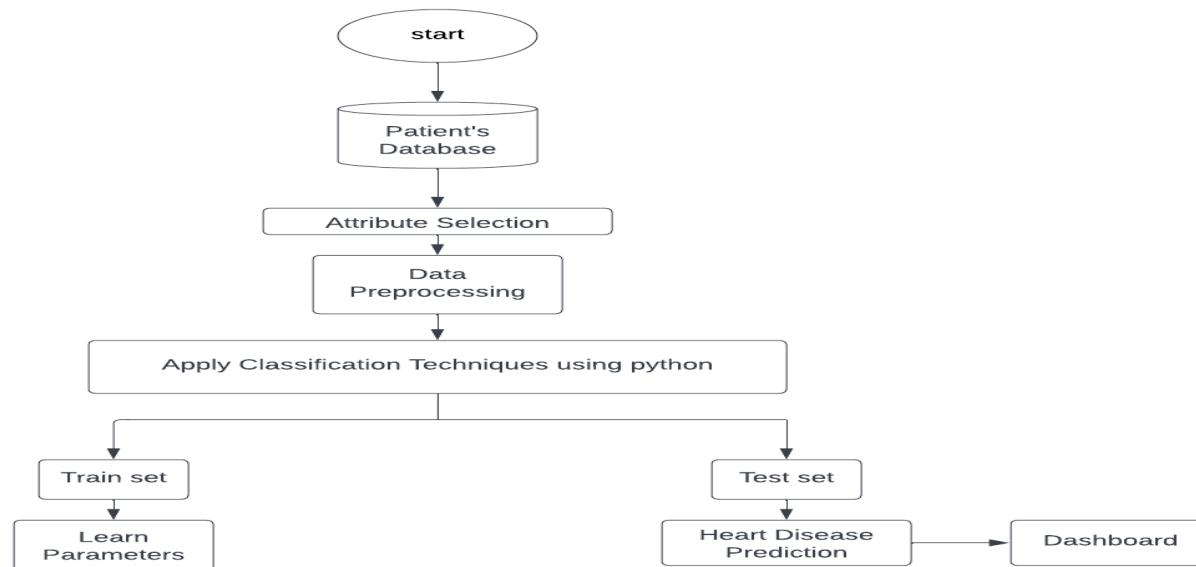 start
Patient's
Database
Attribute Selection
Data
Preprocessing
Apply Classification Techniques using python
Train set
Test set
Learn
Parameters
Heart Disease
Prediction
Dashboard